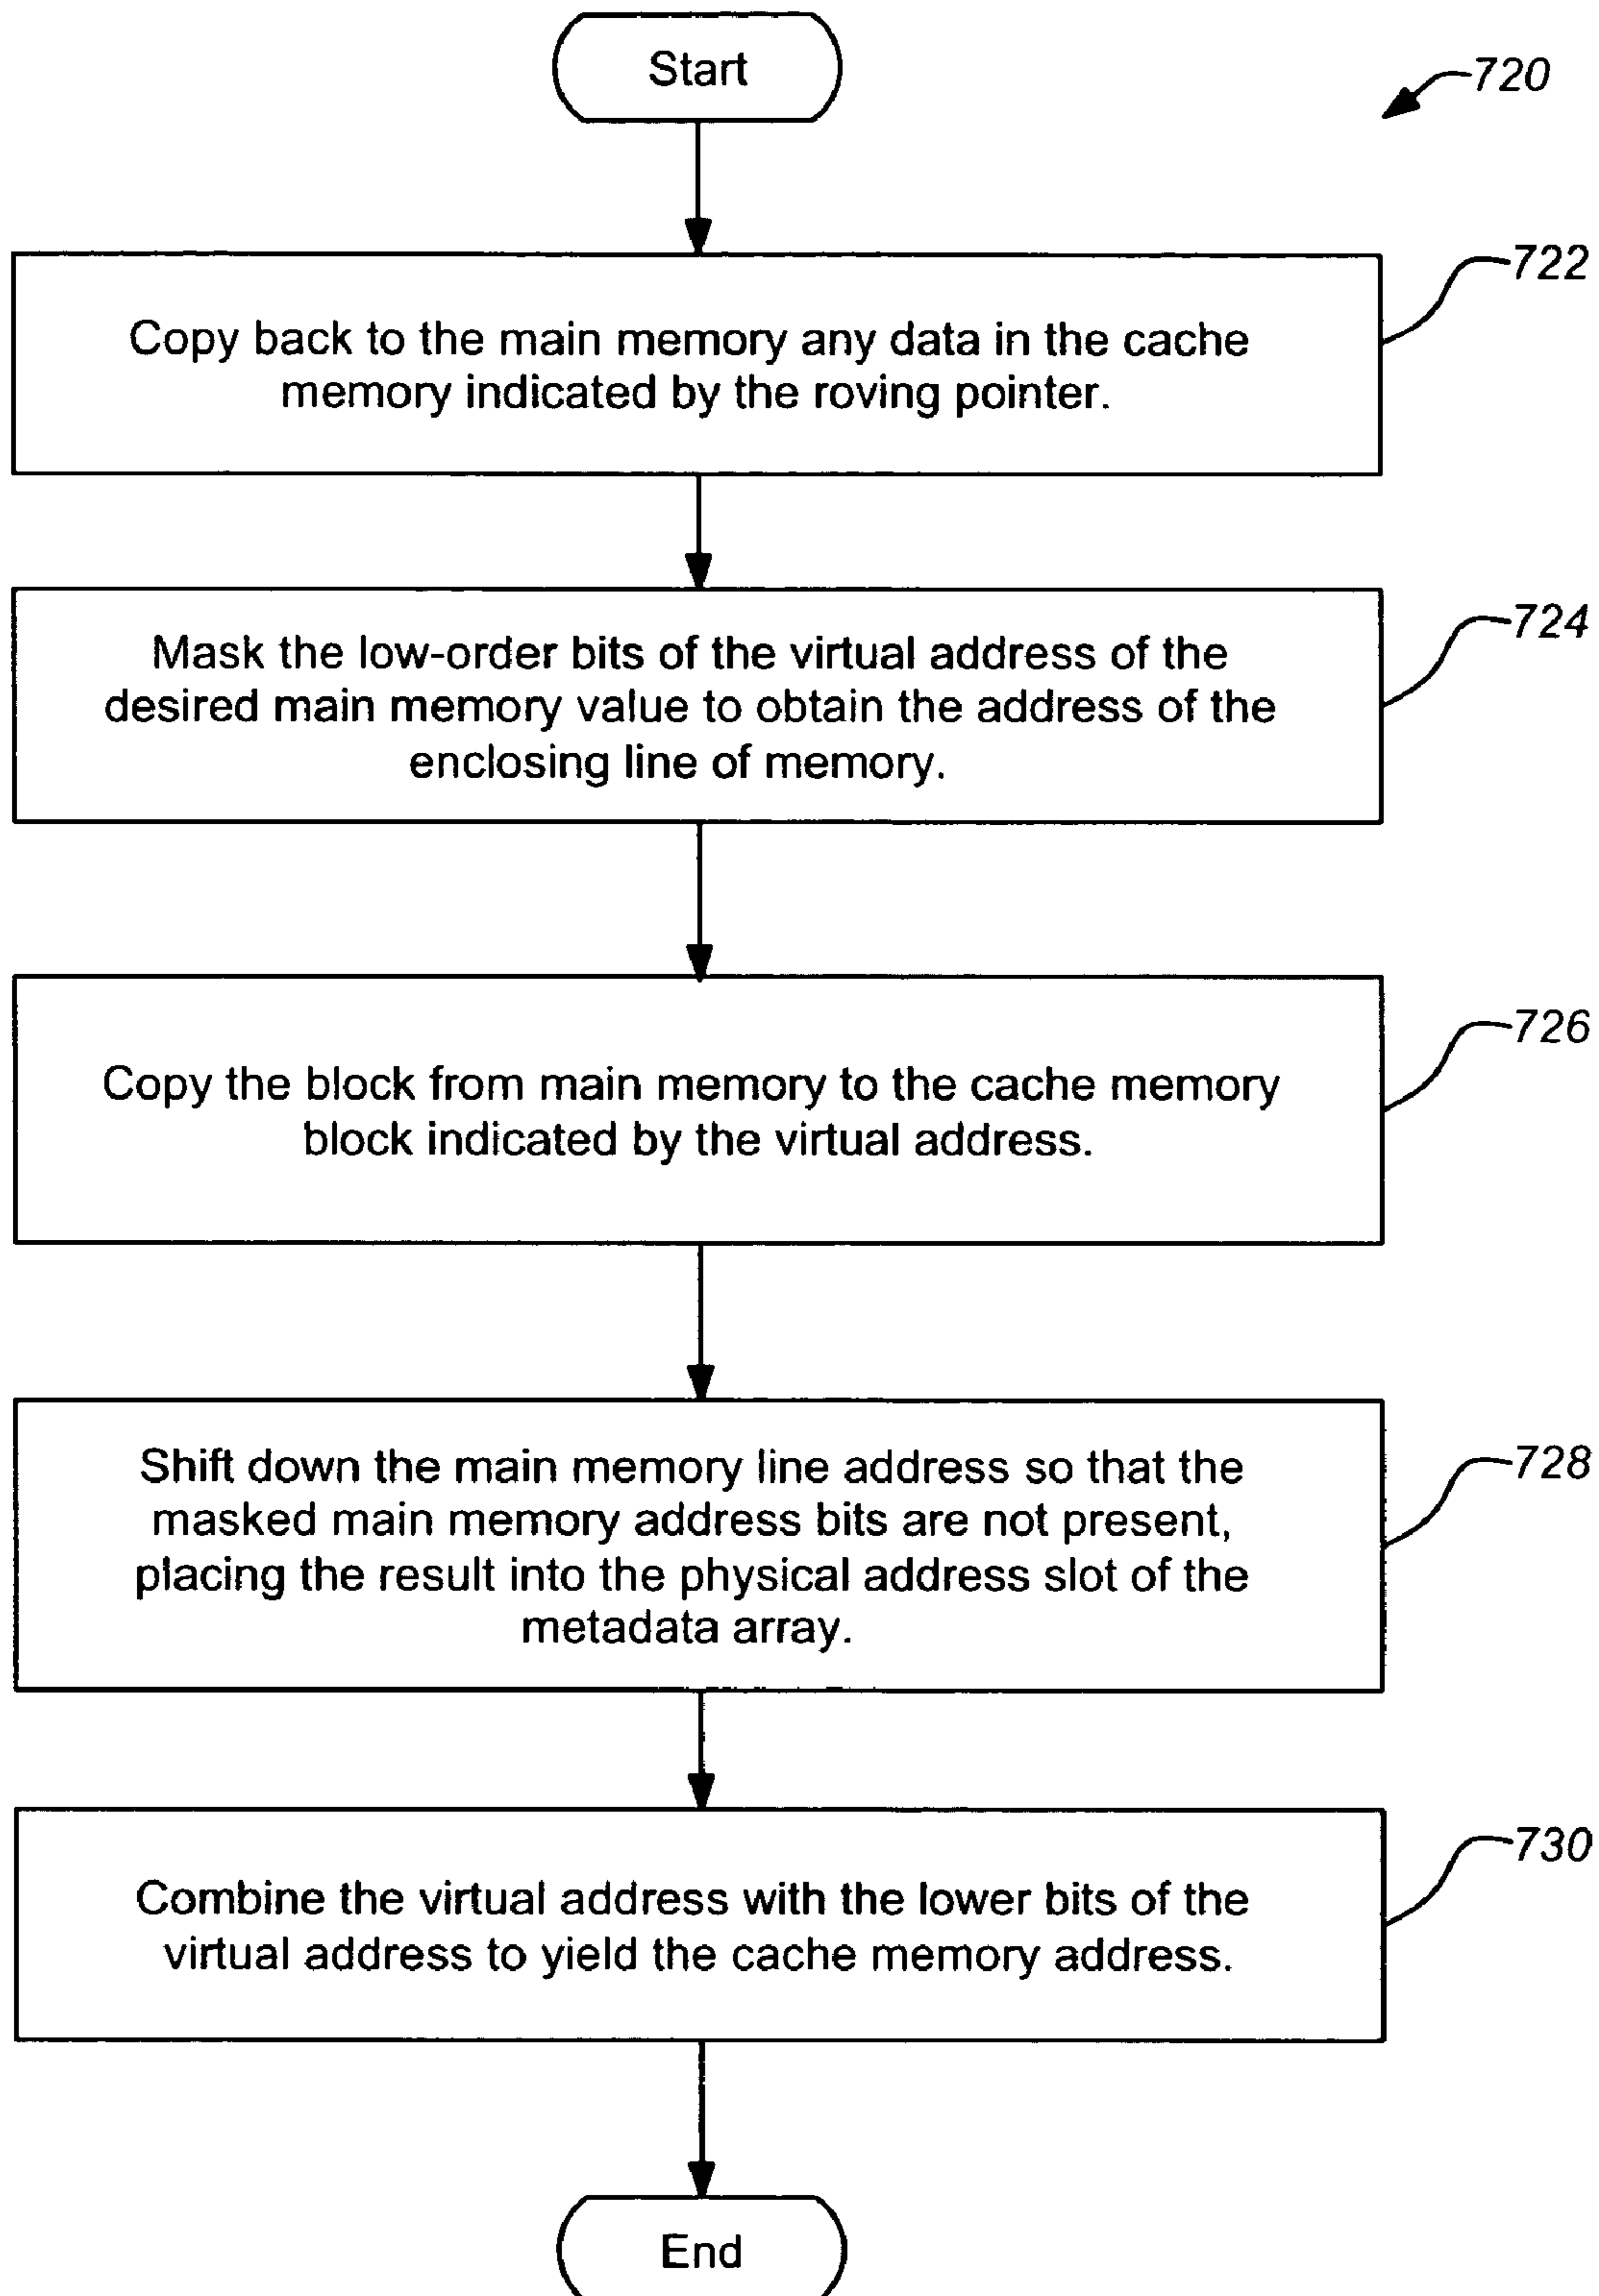 Start
720
722
Copy back to the main memory any data in the cache
memory indicated by the roving pointer.
724
Mask the low-order bits of the virtual address of the
desired main memory value to obtain the address of the
enclosing line of memory.
726
Copy the block from main memory to the cache memory
block indicated by the virtual address.
728
Shift down the main memory line address so that the
masked main memory address bits are not present,
placing the result into the physical address slot of the
metadata array.
730
Combine the virtual address with the lower bits of the
virtual address to yield the cache memory address.
End